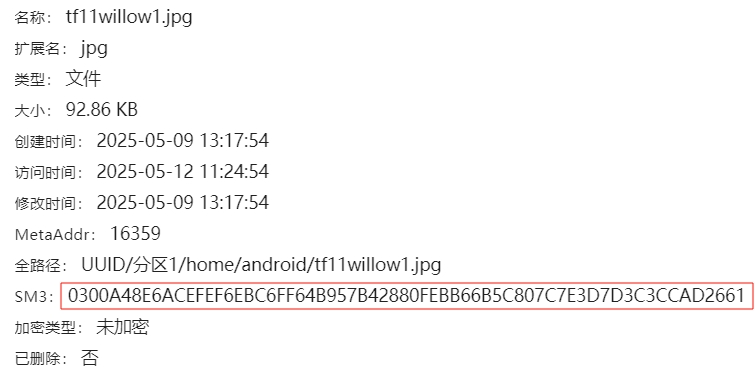 名称： tf11willow1.jpg
扩展名： jpg
类型： 文件
大小： 92.86 KB
创建时间： 2025-05-09 13:17:54
访问时间： 2025-05-12 11:24:54
修改时间： 2025-05-09 13:17:54
MetaAddr： 16359
全路径： UUID/分区1/home/android/tf11willow1.jpg
SM3： 0300A48E6ACEFEF6EBC6FF64B957B42880FEBB66B5C807C7E3D7D3C3CCAD2661
加密类型： 未加密
已删除： 否